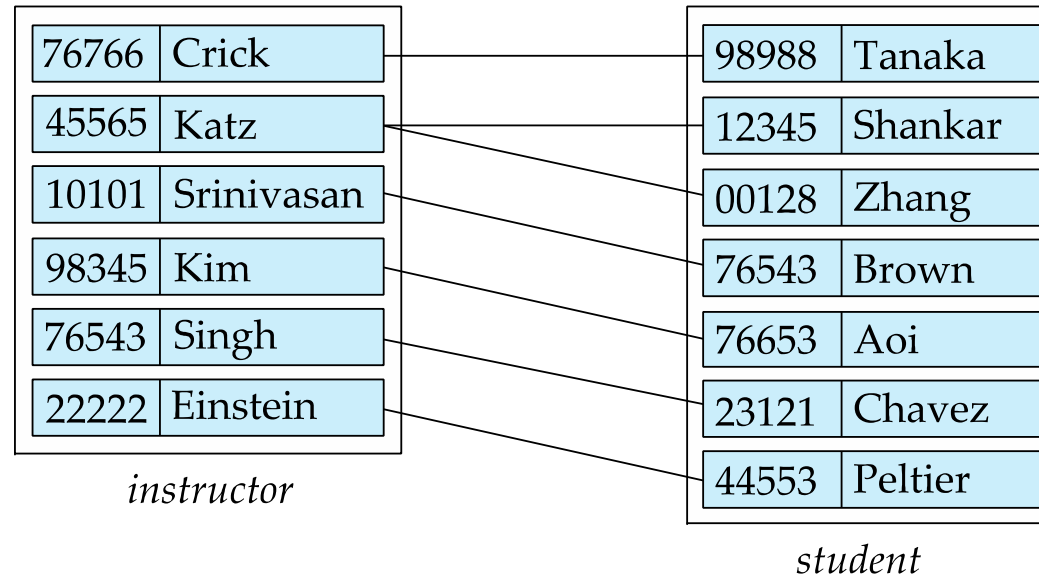 76766 Crick
45565 Katz
10101 Srinivasan
98345 Kim
76543 Singh
22222 Einstein
instructor
98988 Tanaka
12345 Shankar
00128 Zhang
76543 Brown
76653 Aoi
23121 Chavez
44553 Peltier
student